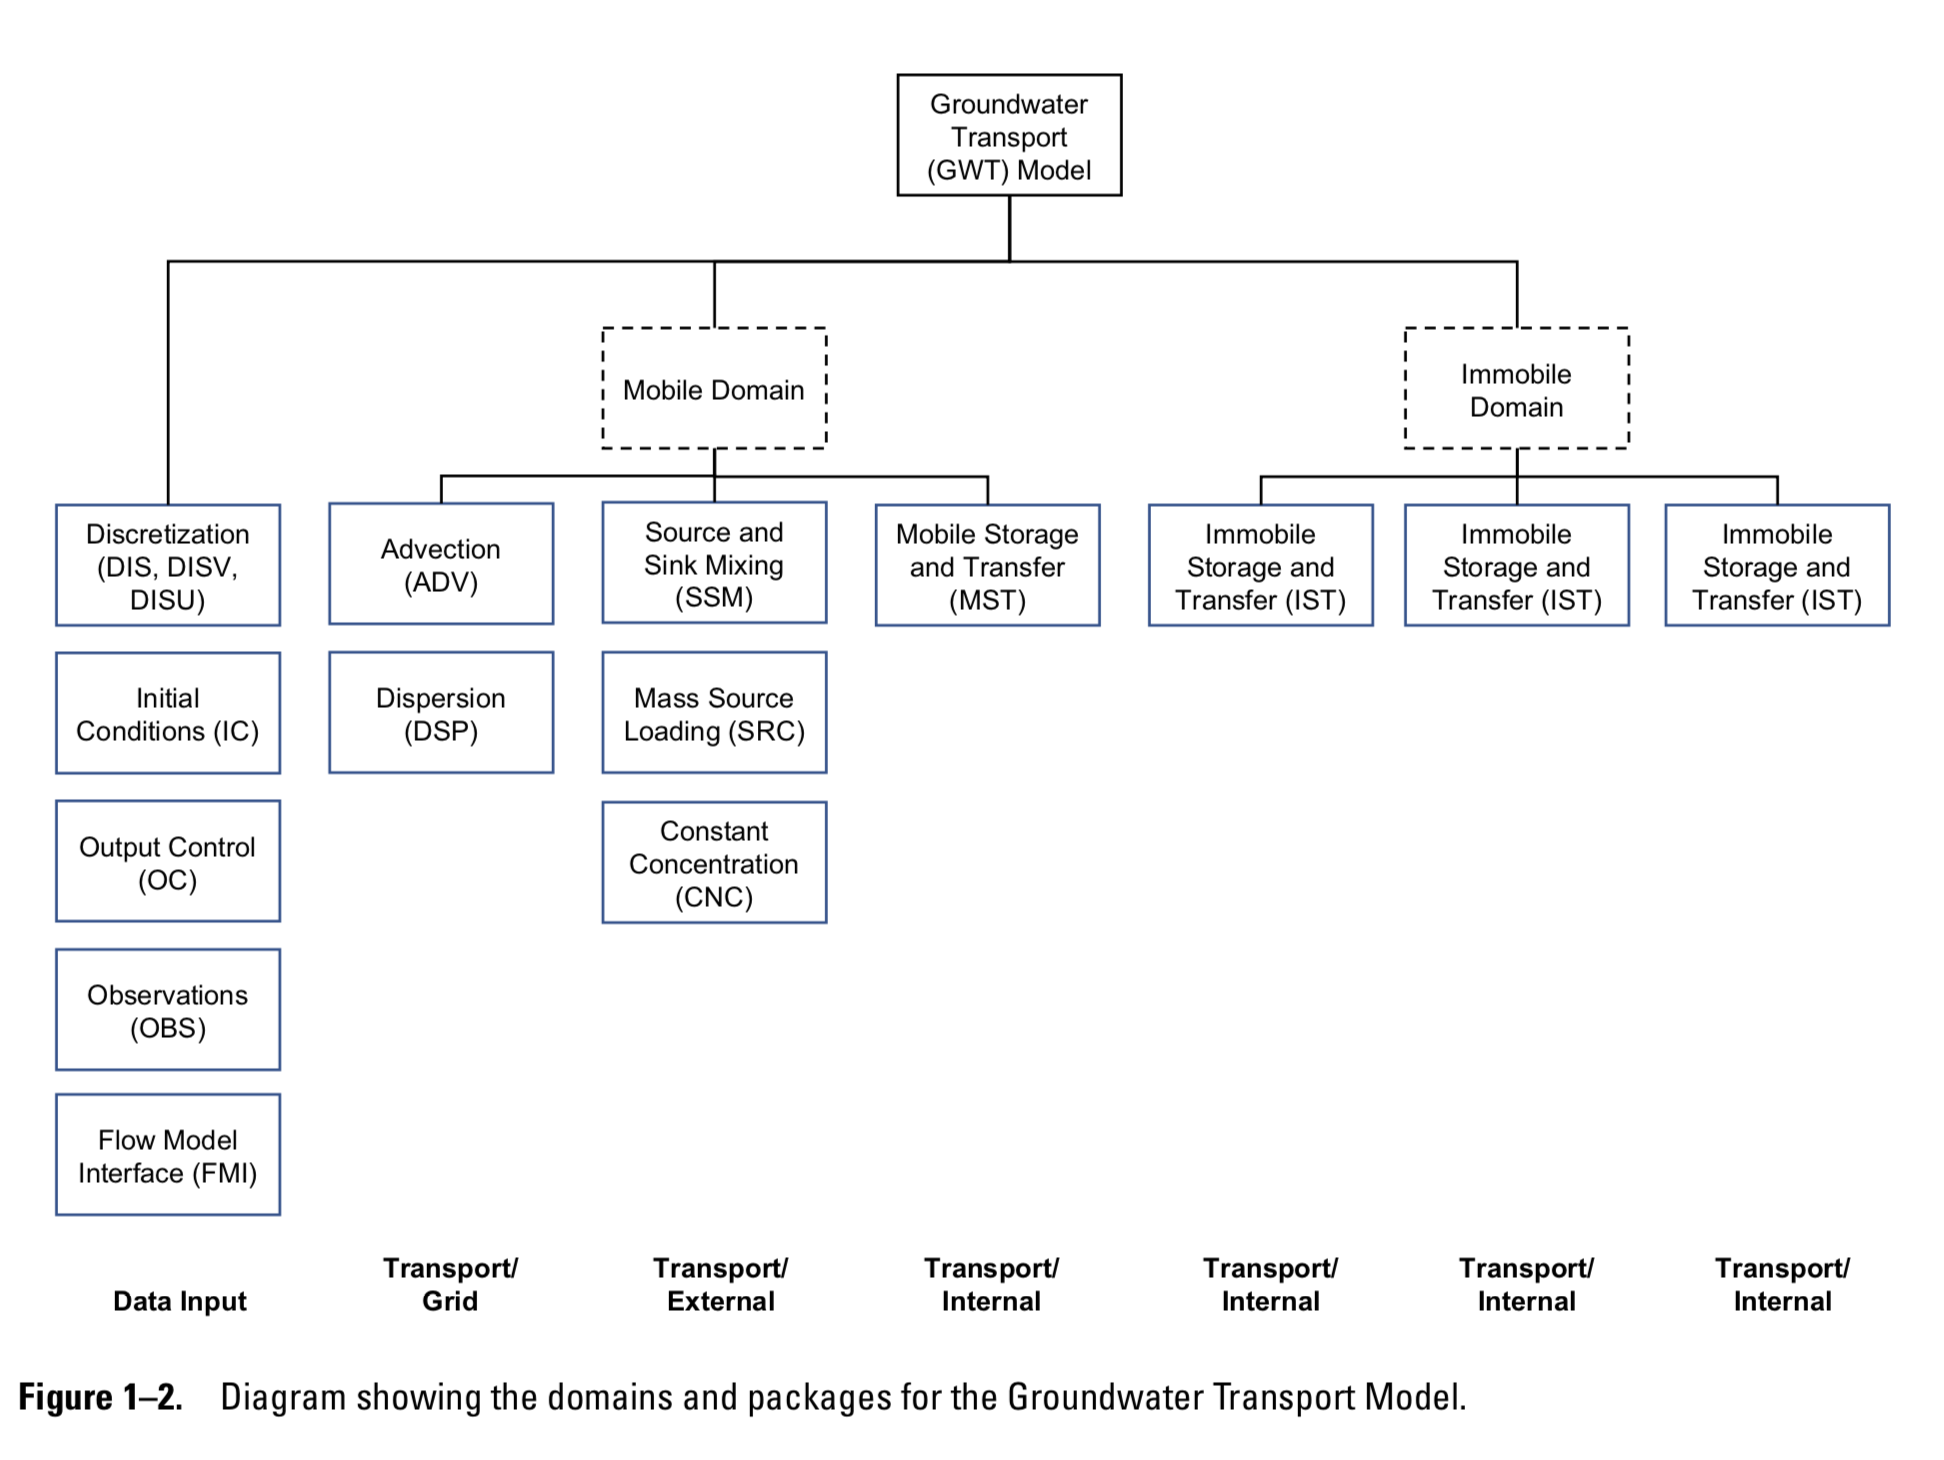 Groundwater
Transport
(GWT) Model
Mobile Domain
Immobile
Domain
Discretization
(DIS, DISV,
DISU)
Advection
(ADV)
Source and
Sink Mixing
(SSM)
Mobile Storage
and Transfer
(MST)
Immobile
Storage and
Transfer (IST)
Immobile
Storage and
Transfer (IST)
Immobile
Storage and
Transfer (IST)
Initial
Conditions (IC)
Dispersion
(DSP)
Mass Source
Loading (SRC)
Output Control
(OC)
Constant
Concentration
(CNC)
Observations
(OBS)
Flow Model
Interface (FMI)
Data Input
Transport/
Grid
Transport/
External
Transport/
Internal
Transport/
Internal
Transport/
Internal
Transport/
Internal
Figure 1–2. Diagram showing the domains and packages for the Groundwater Transport Model.